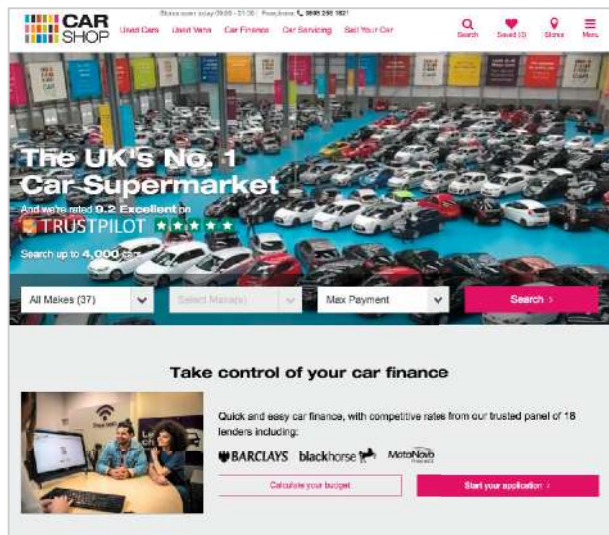 CAR
SHOP
Used Cars Used Vans Car Finance Car Servicing Sell Your Car
Search Saved (0) Stores Menu
The UK's No. 1
Car Supermarket
And we're rated 9.2 Excellent on
TRUSTPILOT
Search up to 4,000 cars
All Makes (37) Max Payment Search
Take control of your car finance
Quick and easy car finance, with competitive rates from our trusted panel of 18
lenders including:
BARCLAYS blackhorse MotoNovo
Calculate your budget Start your application